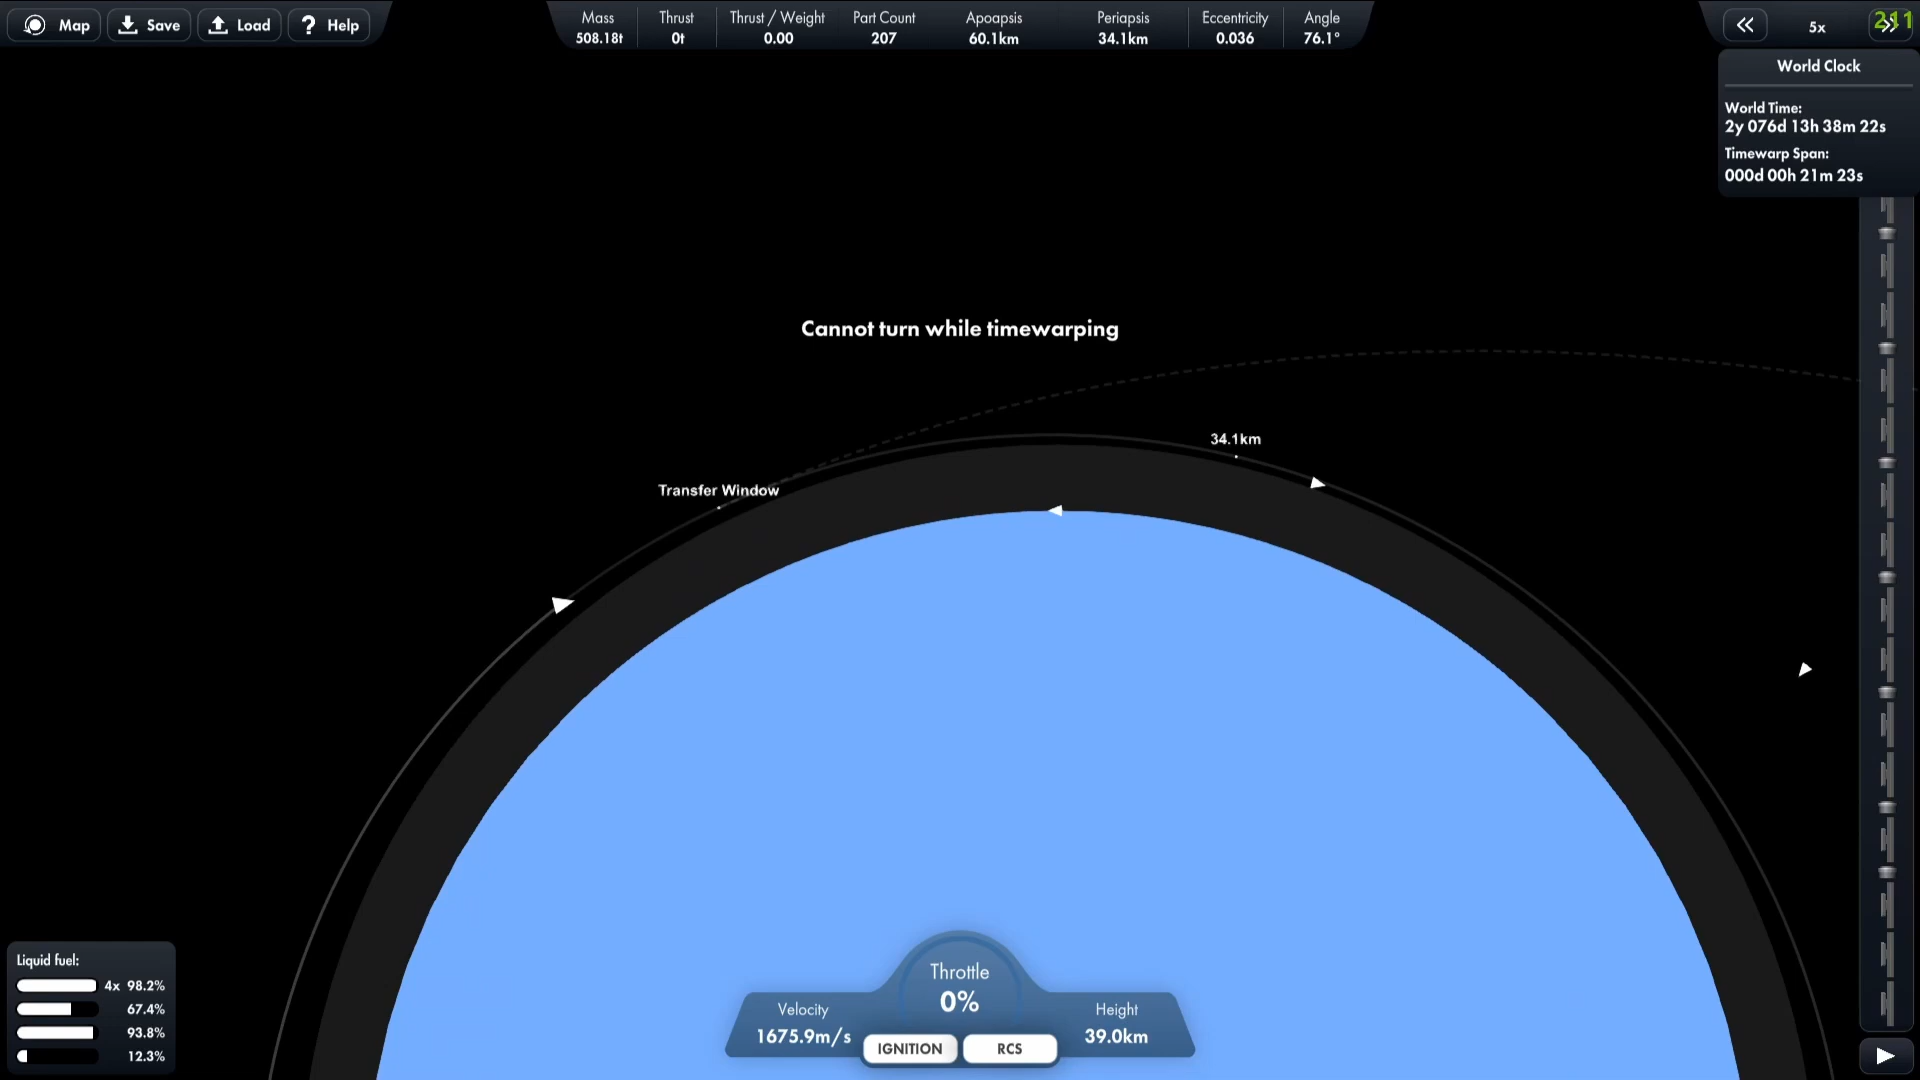 Map
Save
Load
? Help
Mass
508.18t
Thrust
0t
Thrust / Weight
0.00
Part Count
207
Apoapsis
60.1km
Periapsis
34.1km
Eccentricity
0.036
Angle
76.1°
5x
211
World Clock
World Time:
2y 076d 13h 38m 22s
Timewarp Span:
000d 00h 21m 23s
Cannot turn while timewarping
34.1km
Transfer Window
Liquid fuel:
4x 98.2%
67.4%
93.8%
12.3%
Throttle
0%
Velocity
1675.9m/s
IGNITION
RCS
Height
39.0km